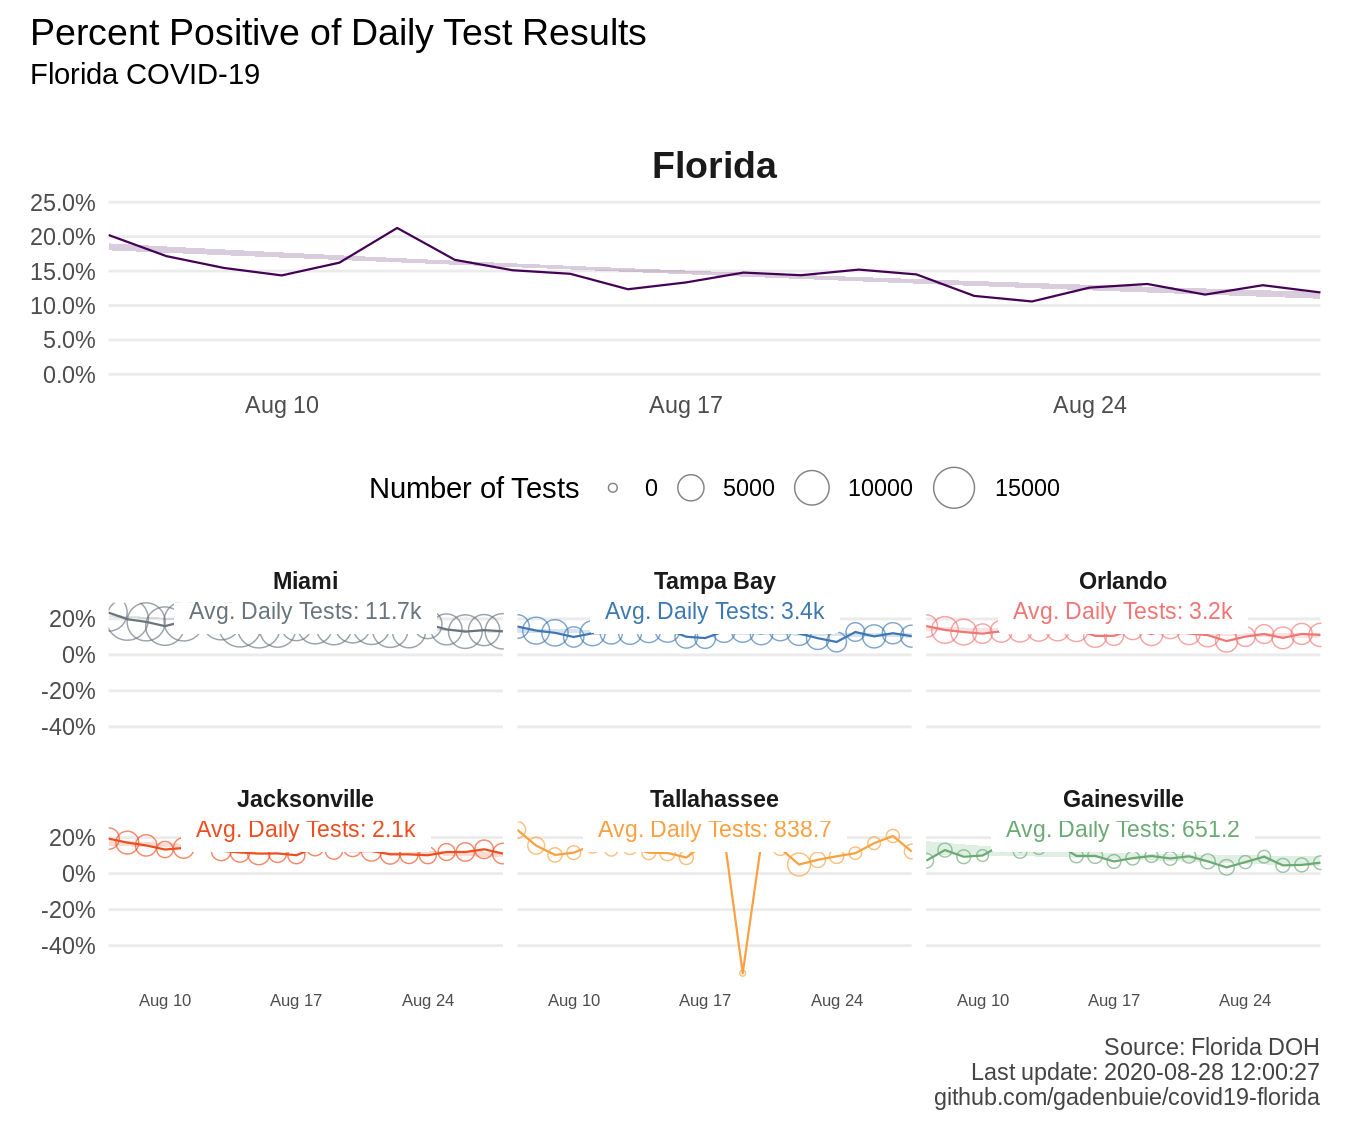 Percent Positive of Daily Test Results
Florida COVID-19
Florida
25.0%
20.0%
15.0%
10.0%
5.0%
0.0%
Aug 10 Aug 17 Aug 24
Number of Tests 0 5000 10000 15000
Miami Tampa Bay Orlando
Avg. Daily Tests: 11.7k Avg. Daily Tests: 3.4k Avg. Daily Tests: 3.2k
20%
0%
-20%
-40%
Jacksonville Tallahassee Gainesville
Avg. Daily Tests: 2.1k Avg. Daily Tests: 838.7 Avg. Daily Tests: 651.2
20%
0%
-20%
-40%
Aug 10 Aug 17 Aug 24 Aug 10 Aug 17 Aug 24 Aug 10 Aug 17 Aug 24
Source: Florida DOH
Last update: 2020-08-28 12:00:27
github.com/gadenbuie/covid19-florida